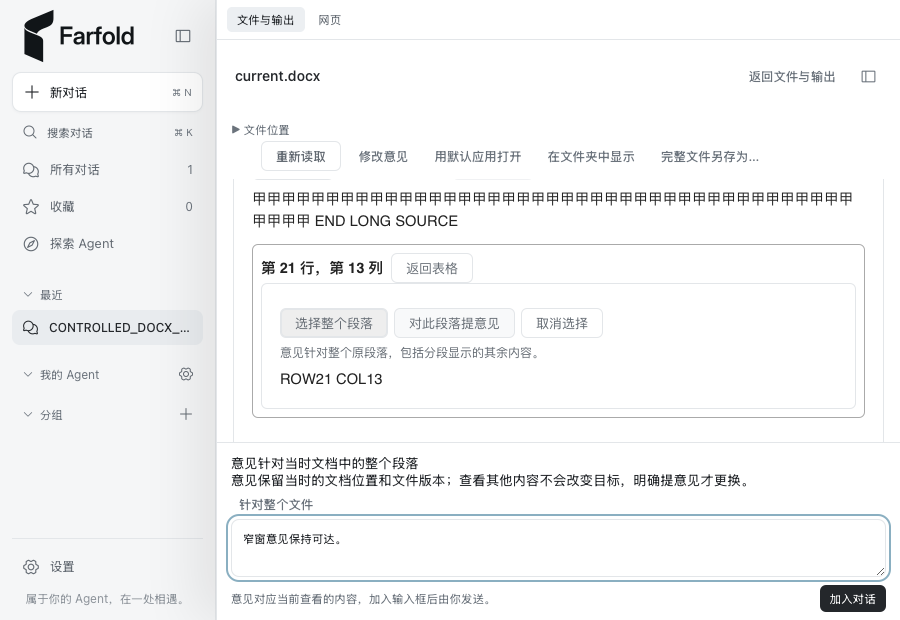 Farfold
新对话
⌘ N
搜索对话
⌘ K
所有对话
1
收藏
0
探索 Agent
最近
CONTROLLED_DOCX_...
我的 Agent
分组
设置
属于你的 Agent，在一处相遇。
文件与输出
网页
current.docx
返回文件与输出
▶ 文件位置
重新读取
修改意见
用默认应用打开
在文件夹中显示
完整文件另存为...
甲甲甲甲甲甲甲甲甲甲甲甲甲甲甲甲甲甲甲甲甲甲甲甲甲甲甲甲甲甲甲甲甲甲甲甲甲甲甲甲甲
甲甲甲甲 END LONG SOURCE
第 21 行，第 13 列
返回表格
选择整个段落
对此段落提意见
取消选择
意见针对整个原段落，包括分段显示的其余内容。
ROW21 COL13
意见针对当时文档中的整个段落
意见保留当时的文档位置和文件版本；查看其他内容不会改变目标，明确提意见才更换。
针对整个文件
窄窗意见保持可达。
意见对应当前查看的内容，加入输入框后由你发送。
加入对话